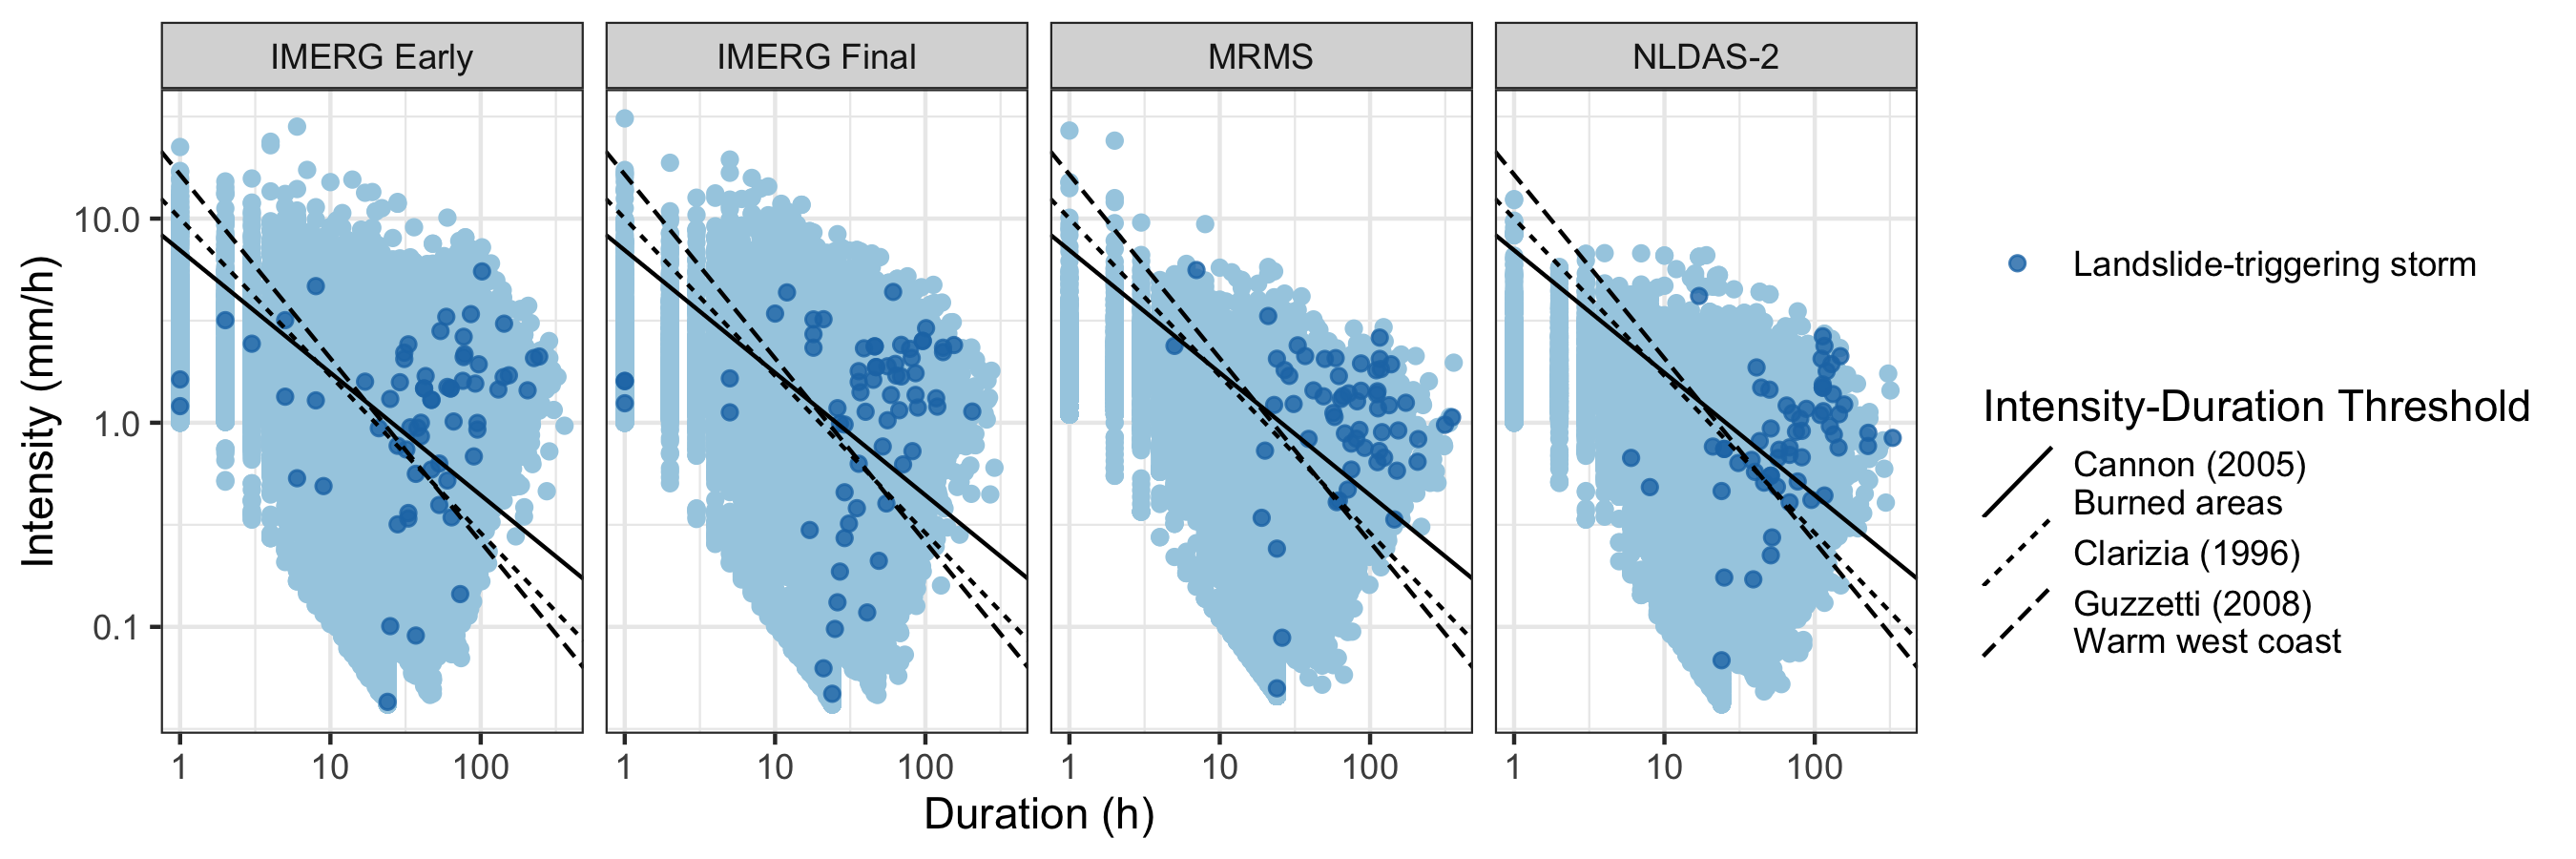 IMERG Early
IMERG Final
MRMS
NLDAS-2
Intensity (mm/h)
10.0
1.0
0.1
1 10 100
1 10 100
1 10 100
1 10 100
Duration (h)
Landslide-triggering storm
Intensity-Duration Threshold
Cannon (2005)
Burned areas
Clarizia (1996)
Guzzetti (2008)
Warm west coast